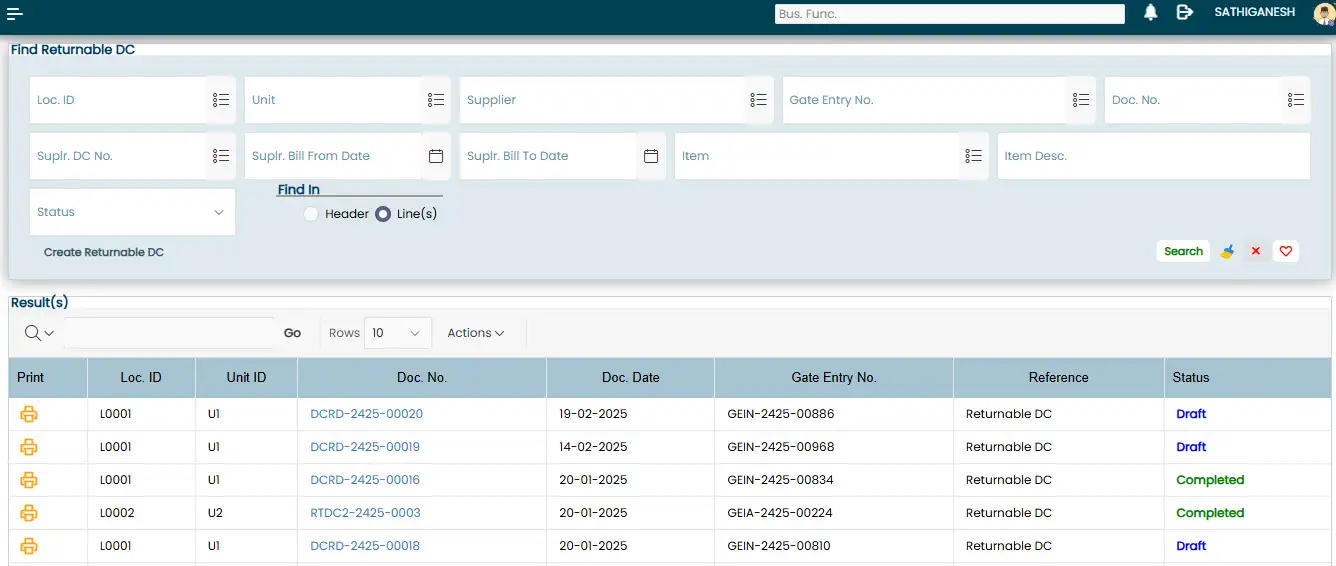 Bus. Func. SATHIGANESH
Find Returnable DC
Loc. ID Unit Supplier Gate Entry No. Doc. No.
Suplr. DC No. Suplr. Bill From Date Suplr. Bill To Date Item Item Desc.
Find In
Status Header Line(s)
Create Returnable DC Search
Result(s)
Go Rows 10 Actions
Print Loc. ID Unit ID Doc. No. Doc. Date Gate Entry No. Reference Status
L0001 U1 DCRD-2425-00020 19-02-2025 GEIN-2425-00886 Returnable DC Draft
L0001 U1 DCRD-2425-00019 14-02-2025 GEIN-2425-00968 Returnable DC Draft
L0001 U1 DCRD-2425-00016 20-01-2025 GEIN-2425-00834 Returnable DC Completed
L0002 U2 RTDC2-2425-0003 20-01-2025 GEIA-2425-00224 Returnable DC Completed
L0001 U1 DCRD-2425-00018 20-01-2025 GEIN-2425-00810 Returnable DC Draft